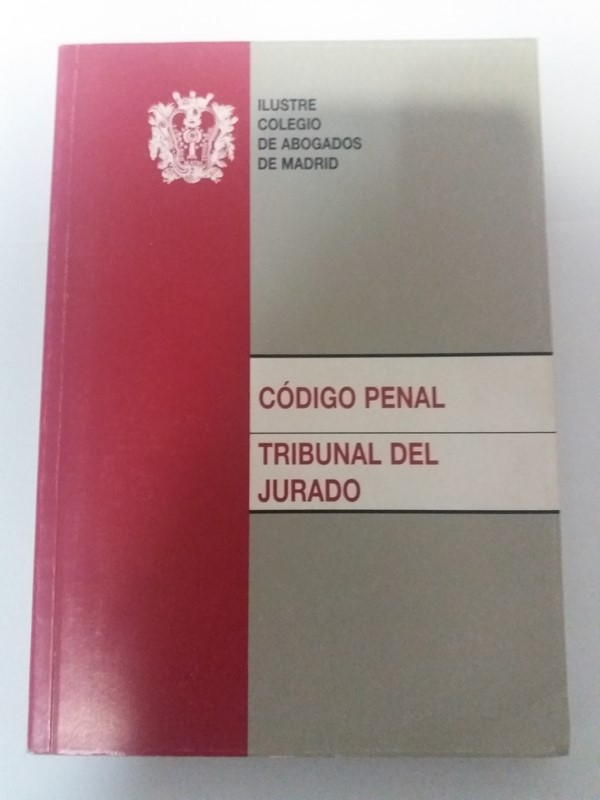 ILUSTRE
COLEGIO
DE ABOGADOS
DE MADRID
CÓDIGO PENAL
TRIBUNAL DEL
JURADO